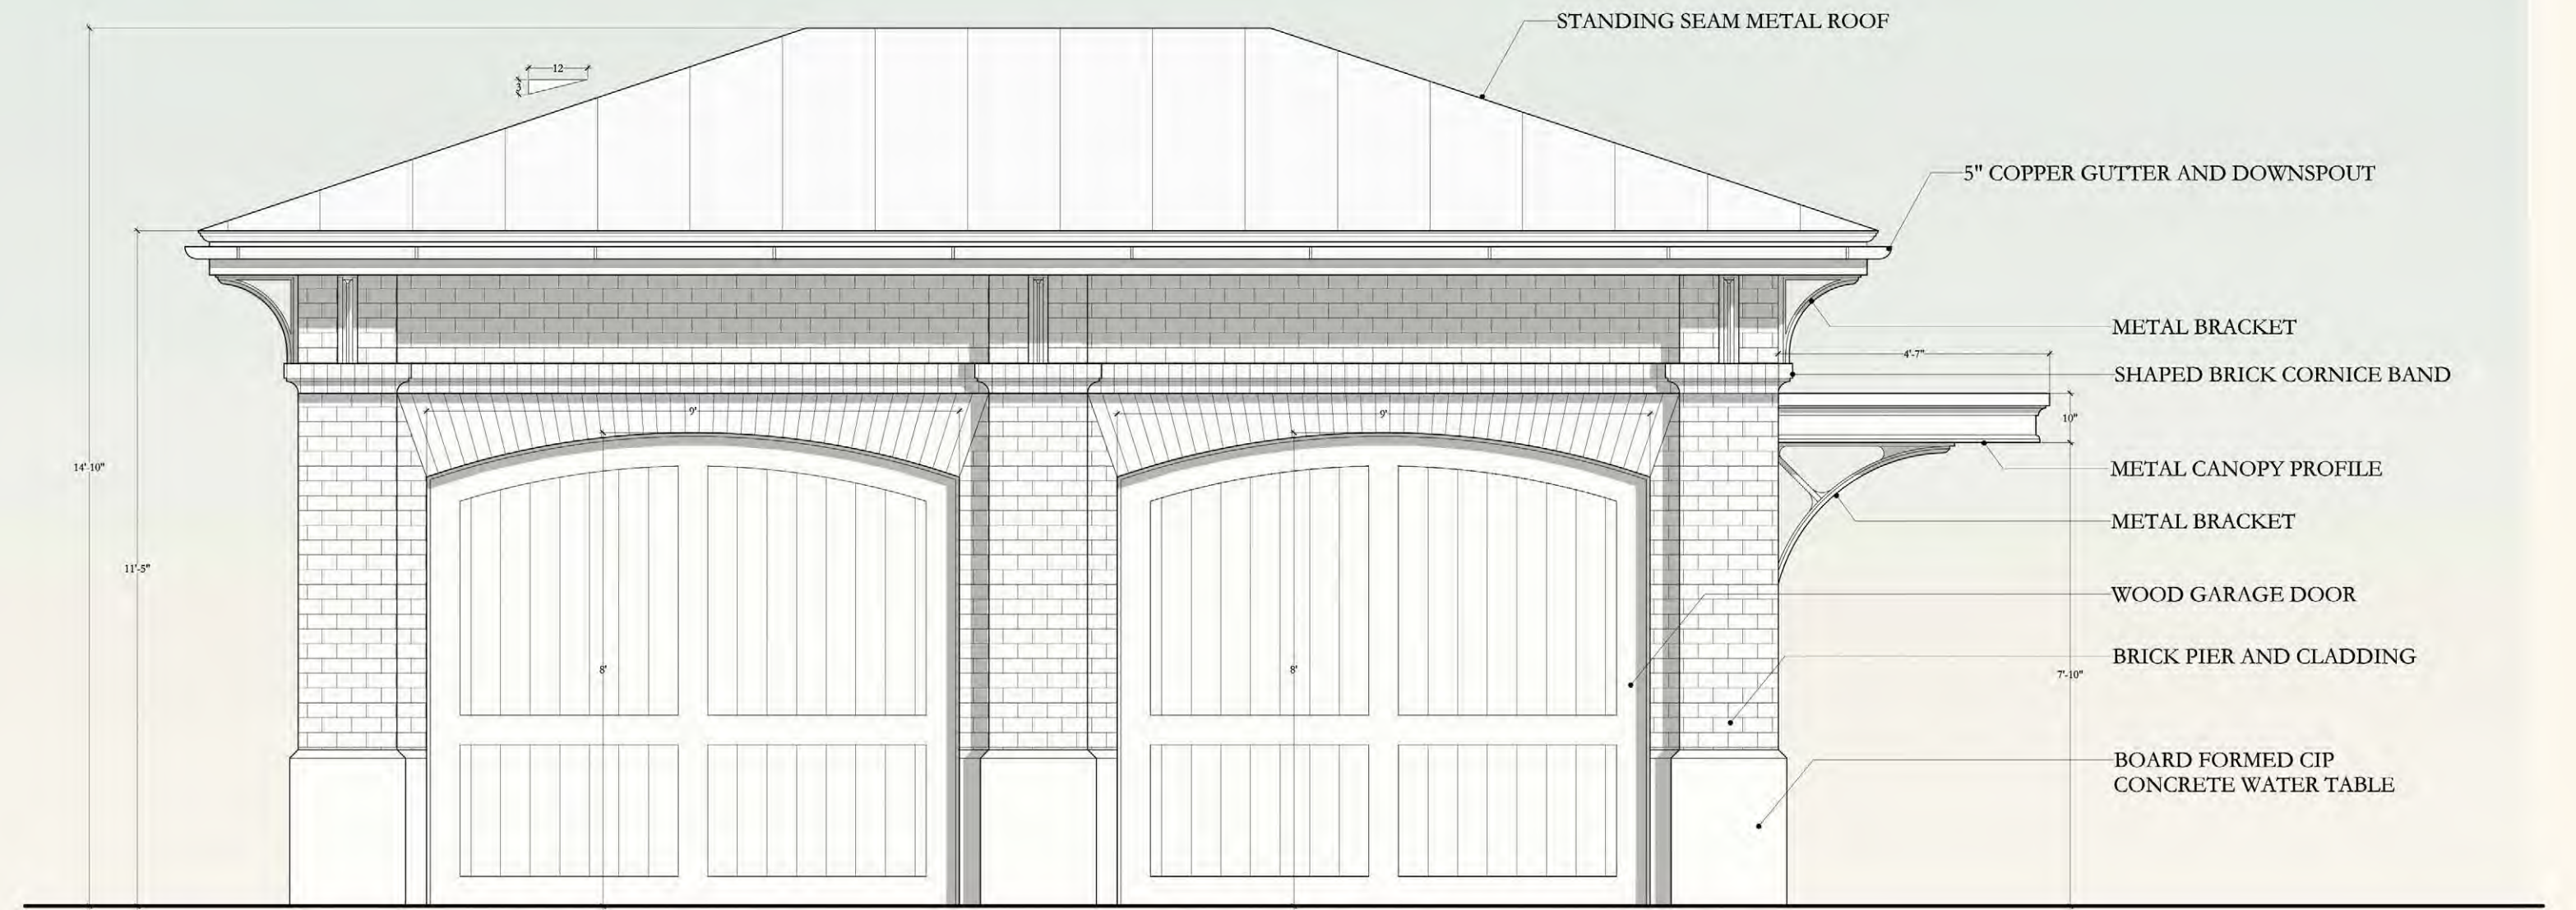 STANDING SEAM METAL ROOF
12
3
5" COPPER GUTTER AND DOWNSPOUT
METAL BRACKET
4'-7"
SHAPED BRICK CORNICE BAND
9'
9'
10"
14'-10"
METAL CANOPY PROFILE
METAL BRACKET
11'-5"
WOOD GARAGE DOOR
BRICK PIER AND CLADDING
8'
8'
7'-10"
BOARD FORMED CIP
CONCRETE WATER TABLE